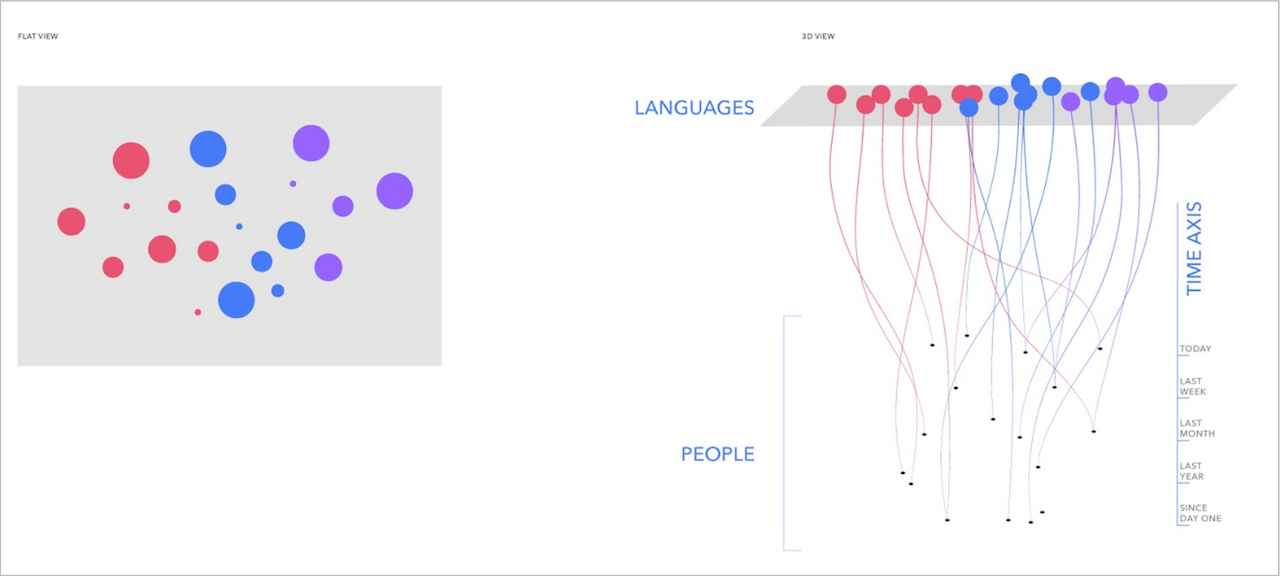 FLAT VIEW
3D VIEW
LANGUAGES
TIME AXIS
TODAY
LAST
WEEK
LAST
MONTH
PEOPLE
LAST
YEAR
SINCE
DAY ONE